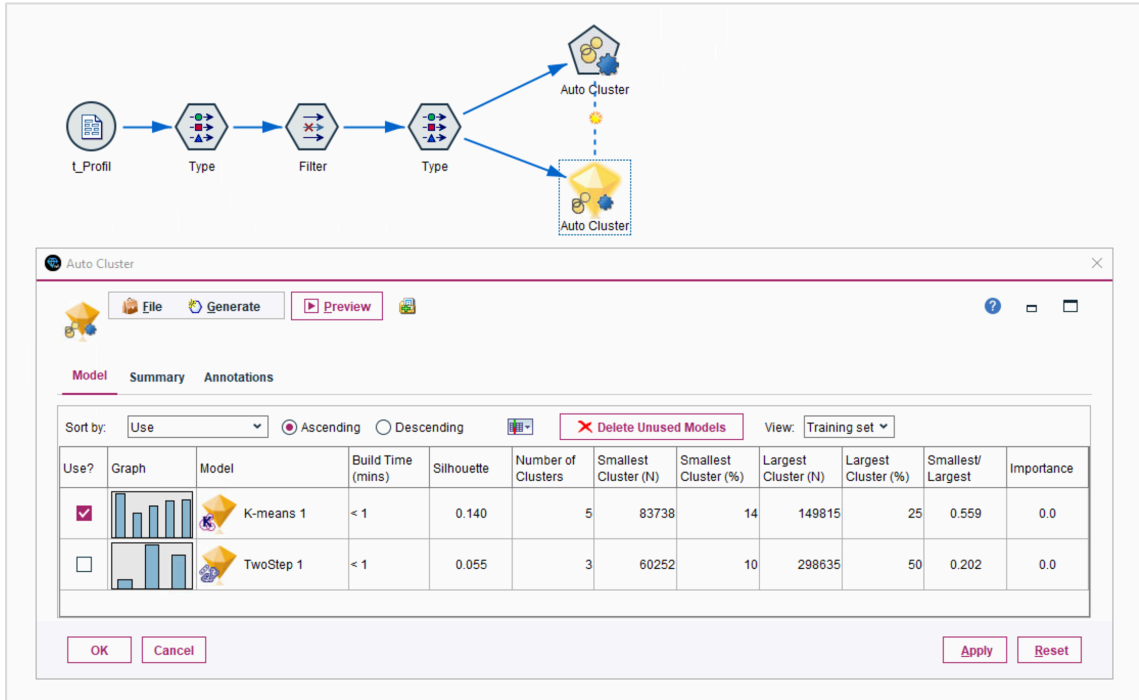 Auto Cluster
t_Profil
Type
Filter
Type
Auto Cluster
Auto Cluster
File
Generate
Preview
?
Model
Summary
Annotations
Sort by:
Use
Ascending
Descending
Delete Unused Models
View:
Training set
Use?
Graph
Model
Build Time
(mins)
Silhouette
Number of
Clusters
Smallest
Cluster (N)
Smallest
Cluster (%)
Largest
Cluster (N)
Largest
Cluster (%)
Smallest/
Largest
Importance
K
K-means 1
< 1
0.140
5
83738
14
149815
25
0.559
0.0
TwoStep 1
< 1
0.055
3
60252
10
298635
50
0.202
0.0
OK
Cancel
Apply
Reset